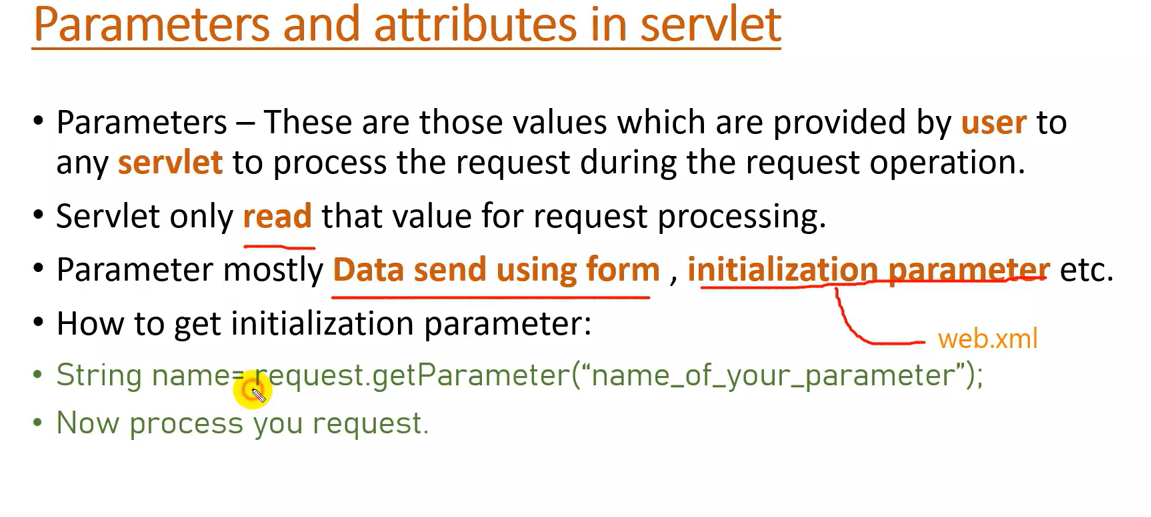 Parameters and attributes in servlet
• Parameters – These are those values which are provided by user to
any servlet to process the request during the request operation.
• Servlet only read that value for request processing.
• Parameter mostly Data send using form , initialization parameter etc.
• How to get initialization parameter:
web.xml
• String name= request.getParameter(“name_of_your_parameter”);
• Now process you request.